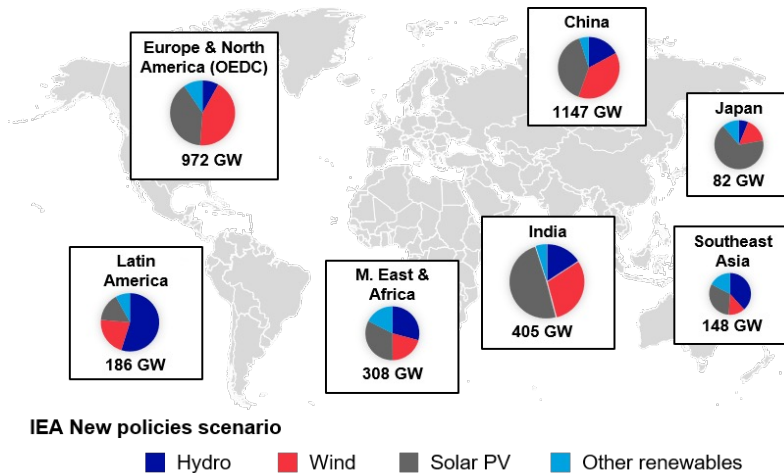 Europe & North
America (OEDC)
972 GW
China
1147 GW
Japan
82 GW
India
405 GW
Southeast
Asia
148 GW
Latin
America
186 GW
M. East &
Africa
308 GW
IEA New policies scenario
Hydro
Wind
Solar PV
Other renewables